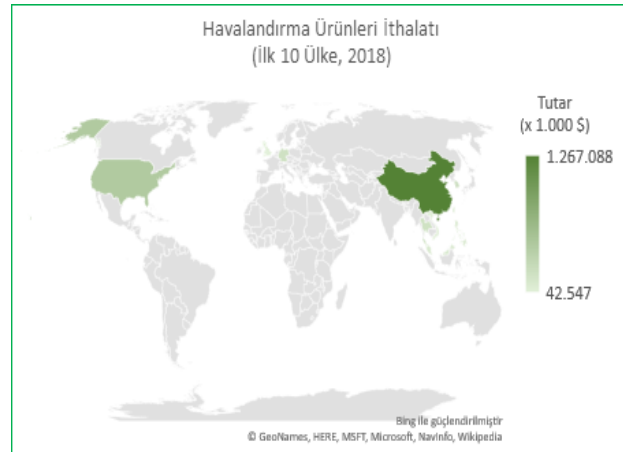 Havalandırma Ürünleri İthalatı
(İlk 10 Ülke, 2018)
Tutar
(x 1.000 $)
1.267.088
42.547
Bing ile güçlendirilmiştir
© GeoNames, HERE, MSFT, Microsoft, NavInfo, Wikipedia